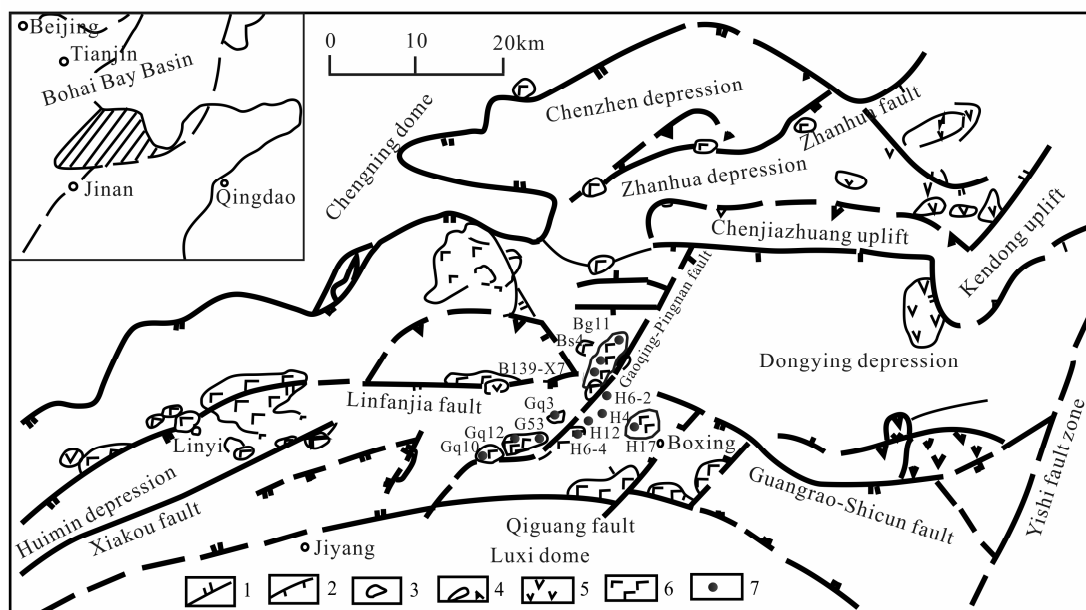 Beijing
Tianjin
Bohai Bay Basin
Jinan
Qingdao
0 10 20km
Chengning dome
Chenzhen depression
Zhanhua fault
Zhanhua depression
Chenjiazhuang uplift
Kendong uplift
Gaoqing-Pingnan fault
Bg11
Bs4
B139-X7
Dongying depression
Linfanjia fault
H6-2
Gq3
H4
G53
Gq12
H12
Linyi
Gq10
H6-4
H17
Boxing
Huimin depression
Xiakou fault
Guangrao-Shicun fault
Yishi fault zone
Qiguang fault
Jiyang
Luxi dome
1 2 3 4 5 6 7